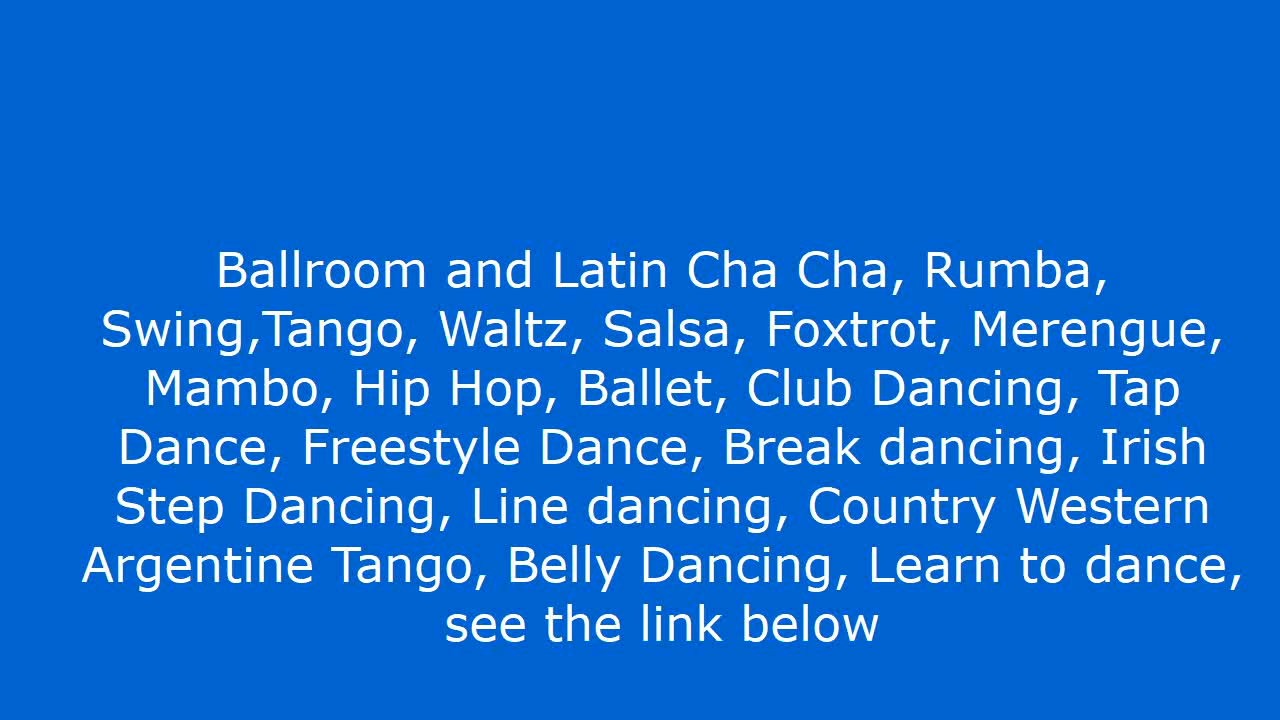 Ballroom and Latin Cha Cha, Rumba,
Swing,Tango, Waltz, Salsa, Foxtrot, Merengue,
Mambo, Hip Hop, Ballet, Club Dancing, Tap
Dance, Freestyle Dance, Break dancing, Irish
Step Dancing, Line dancing, Country Western
Argentine Tango, Belly Dancing, Learn to dance,
see the link below